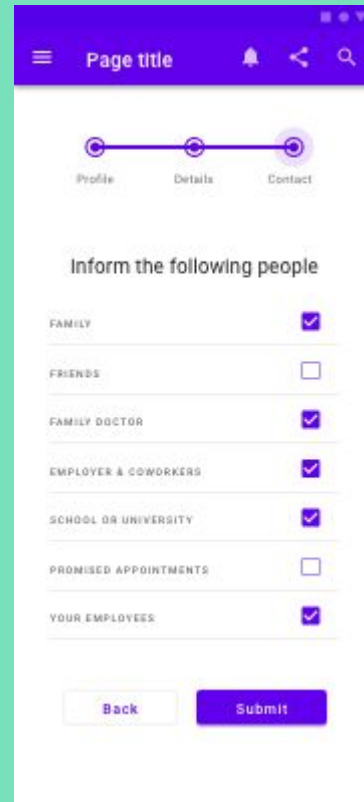 Page title
Profile Details Contact
Inform the following people
FAMILY
FRIENDS
FAMILY DOCTOR
EMPLOYER & COWORKERS
SCHOOL OR UNIVERSITY
PROMISED APPOINTMENTS
YOUR EMPLOYEES
Back Submit